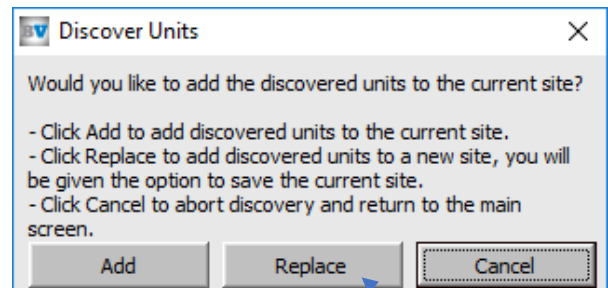 BV Discover Units
Would you like to add the discovered units to the current site?
- Click Add to add discovered units to the current site.
- Click Replace to add discovered units to a new site, you will
be given the option to save the current site.
- Click Cancel to abort discovery and return to the main
screen.
Add Replace Cancel